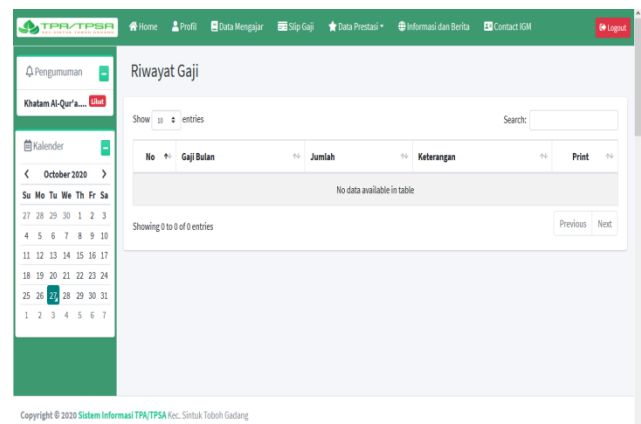 TPA/TPSA
KEC SINTUK TOBOH GADANG
Home Profil Data Mengajar Slip Gaji Data Prestasi Informasi dan Berita Contact IGM Logout
Pengumuman
Khatam Al-Qur'a.... Lihat
Kalender
October 2020
Su Mo Tu We Th Fr Sa
27 28 29 30 1 2 3
4 5 6 7 8 9 10
11 12 13 14 15 16 17
18 19 20 21 22 23 24
25 26 27 28 29 30 31
1 2 3 4 5 6 7
Riwayat Gaji
Show 10 entries Search:
No Gaji Bulan Jumlah Keterangan Print
No data available in table
Showing 0 to 0 of 0 entries Previous Next
Copyright © 2020 Sistem Informasi TPA/TPSA Kec. Sintuk Toboh Gadang